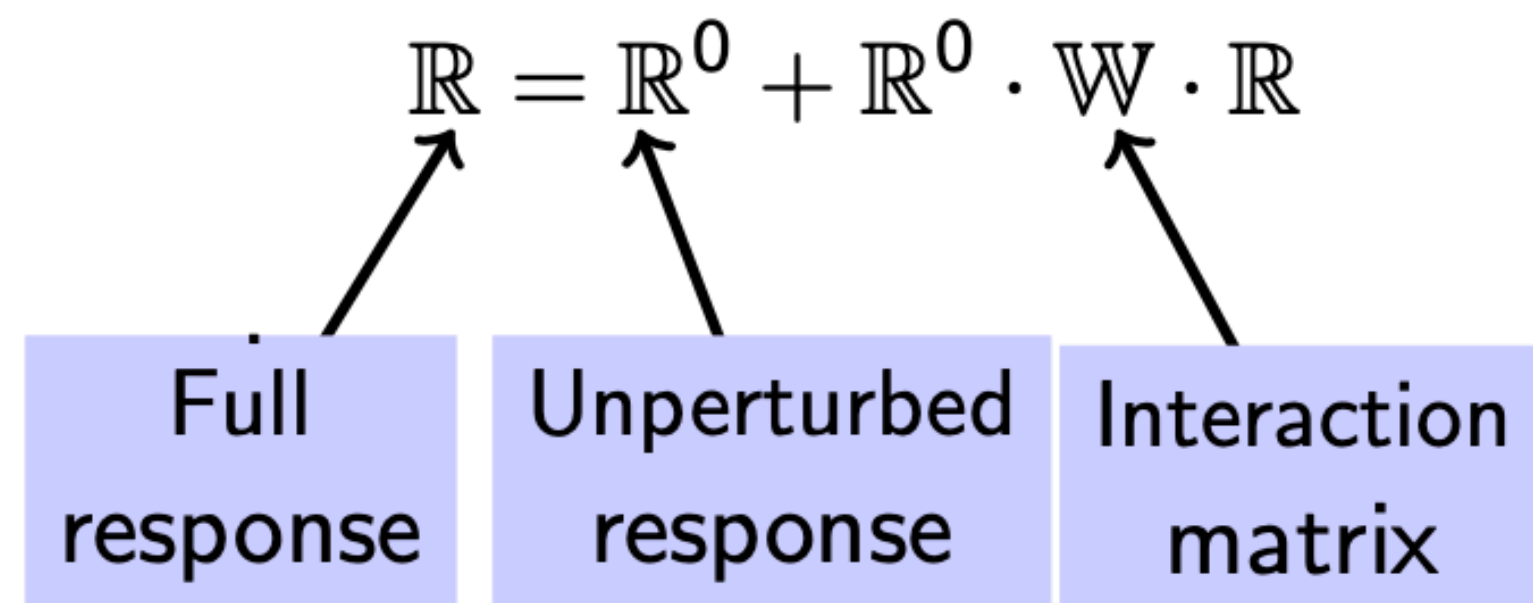 ℝ = ℝ⁰ + ℝ⁰ · 𝕎 · ℝ
Full
response
Unperturbed
response
Interaction
matrix